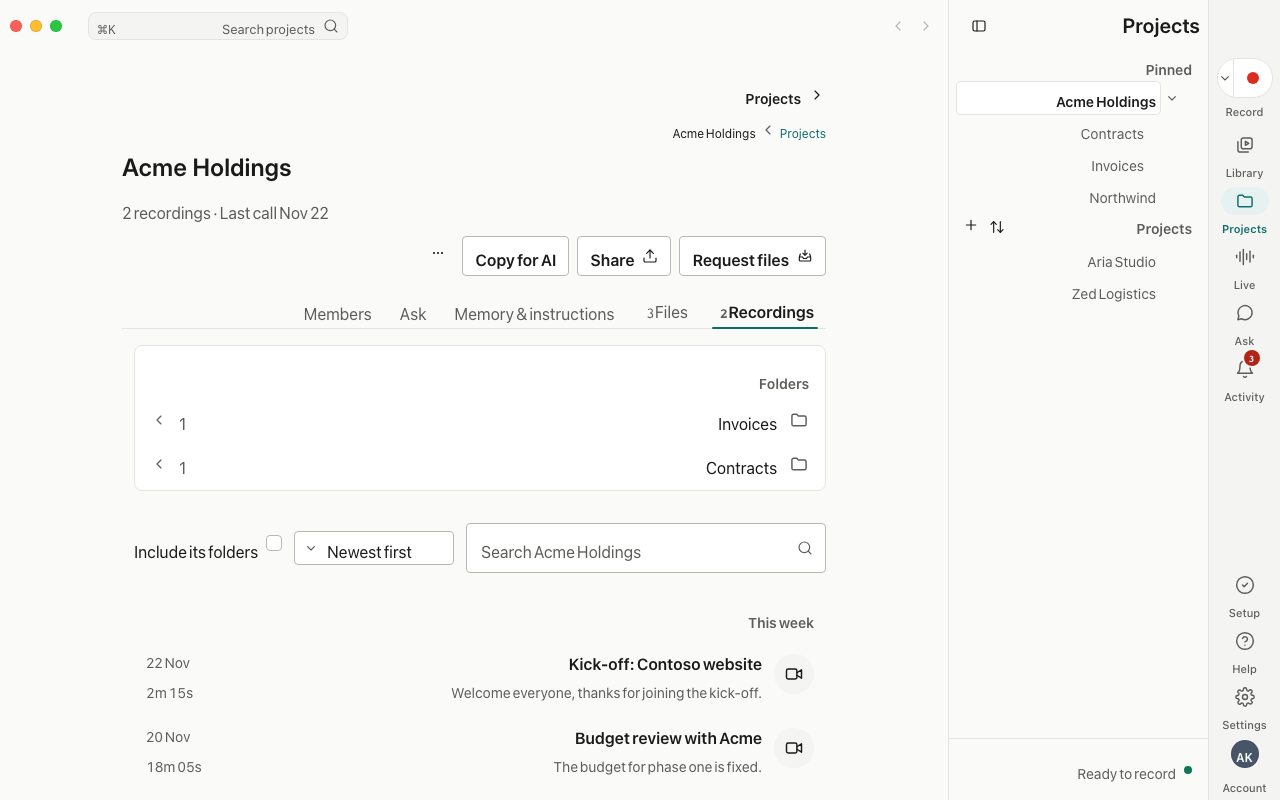 ⌘K
Search projects
Projects
Pinned
Acme Holdings
Contracts
Invoices
Northwind
Projects
Aria Studio
Zed Logistics
Ready to record
Record
Library
Projects
Live
Ask
3
Activity
Setup
Help
Settings
AK
Account
Projects
Projects
Acme Holdings
Acme Holdings
2 recordings · Last call Nov 22
Request files
Share
Copy for AI
···
2 Recordings
3 Files
Memory & instructions
Ask
Members
Folders
Invoices 1
Contracts 1
Search Acme Holdings
Newest first
Include its folders
This week
Kick-off: Contoso website
22 Nov
Welcome everyone, thanks for joining the kick-off.
2m 15s
Budget review with Acme
20 Nov
The budget for phase one is fixed.
18m 05s